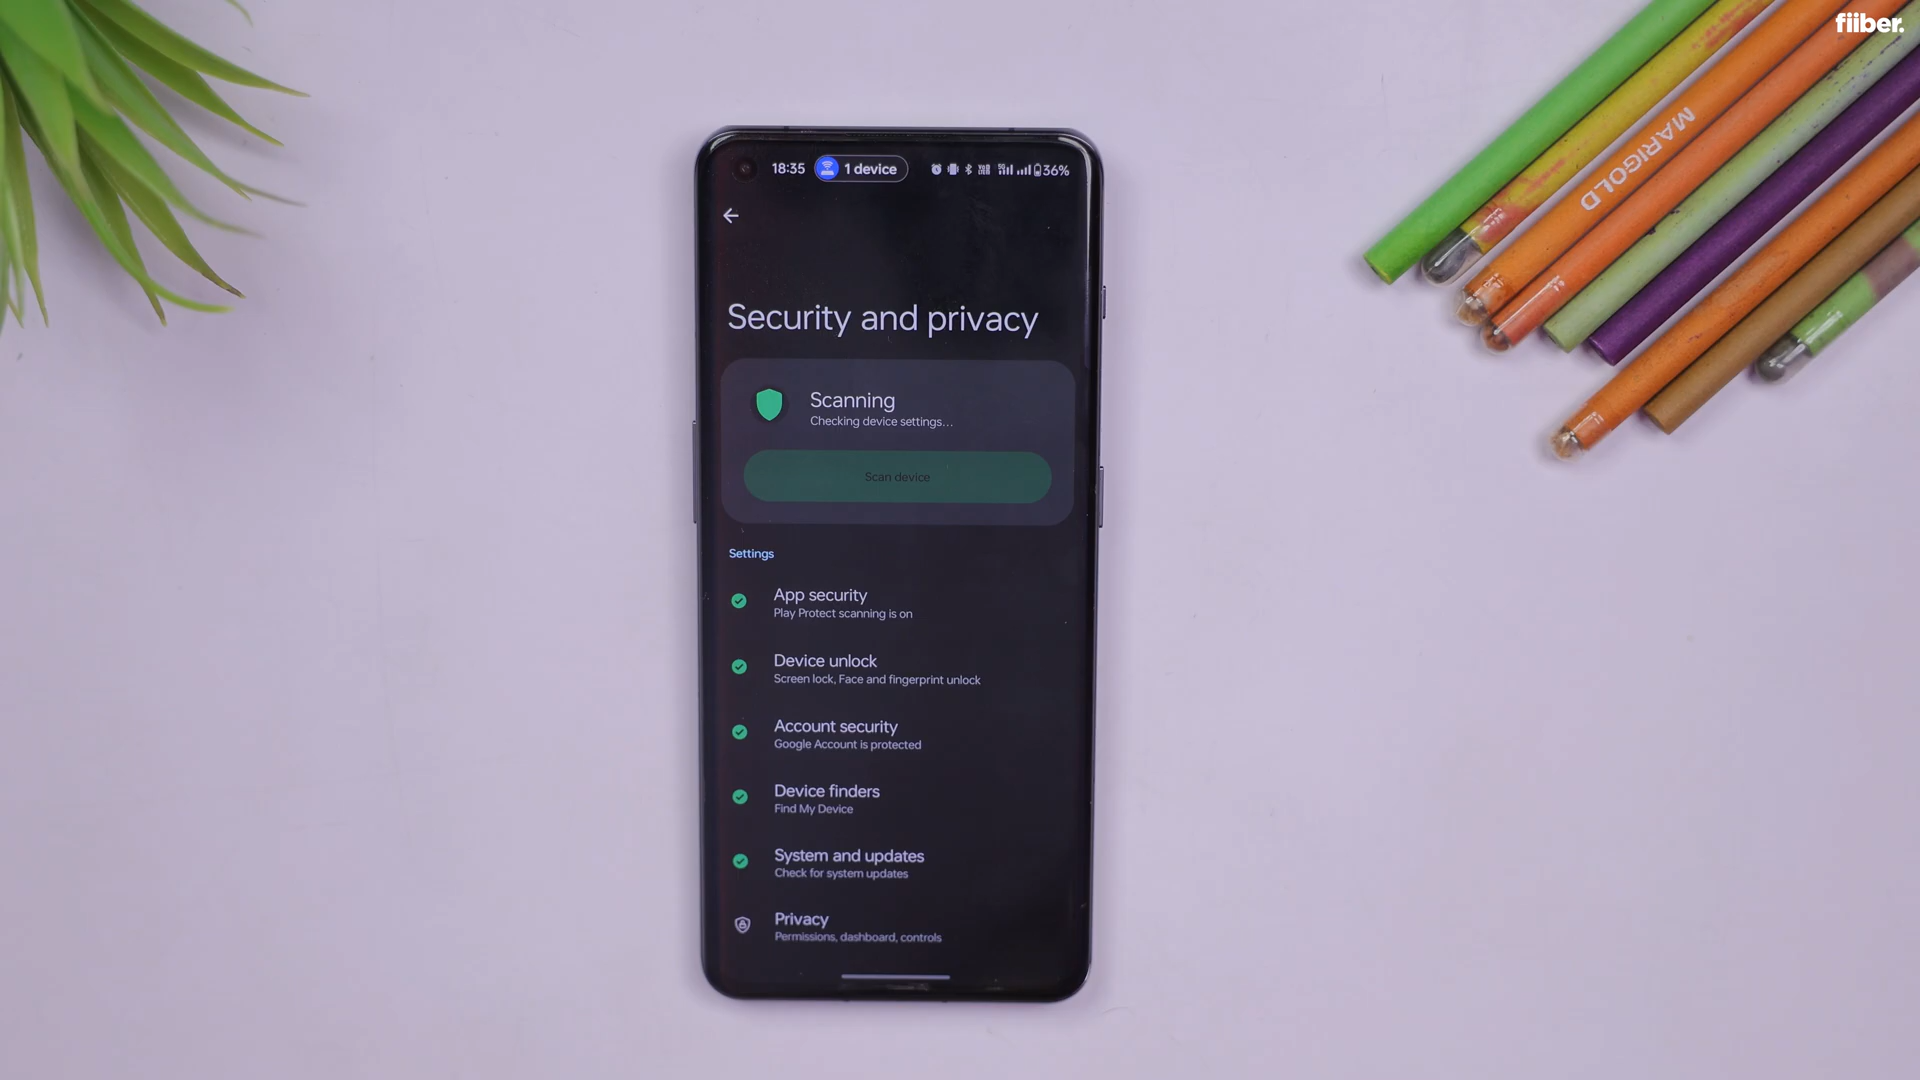 fiiber.
MARIGOLD
18:35 1 device 36%
Security and privacy
Scanning
Checking device settings...
Scan device
Settings
App security
Play Protect scanning is on
Device unlock
Screen lock, Face and fingerprint unlock
Account security
Google Account is protected
Device finders
Find My Device
System and updates
Check for system updates
Privacy
Permissions, dashboard, controls